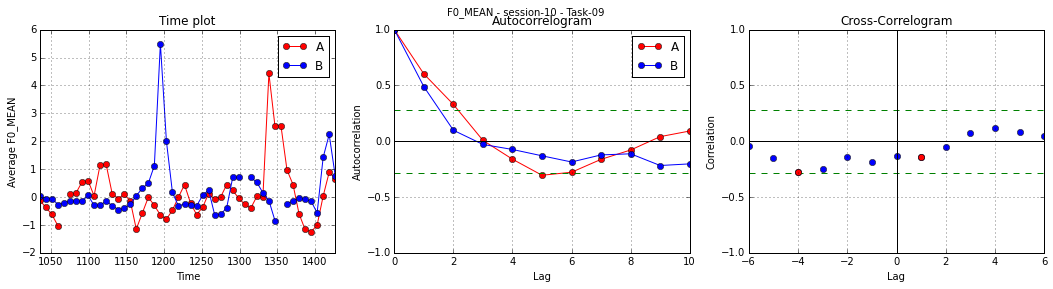 F0_MEAN - session-10 - Task-09
Time plot
Average F0_MEAN
6
5
4
3
2
1
0
−1
−2
1050 1100 1150 1200 1250 1300 1350 1400
Time
A
B
Autocorrelogram
Autocorrelation
1.0
0.5
0.0
−0.5
−1.0
0 2 4 6 8 10
Lag
A
B
Cross-Correlogram
Correlation
1.0
0.5
0.0
−0.5
−1.0
−6 −4 −2 0 2 4 6
Lag